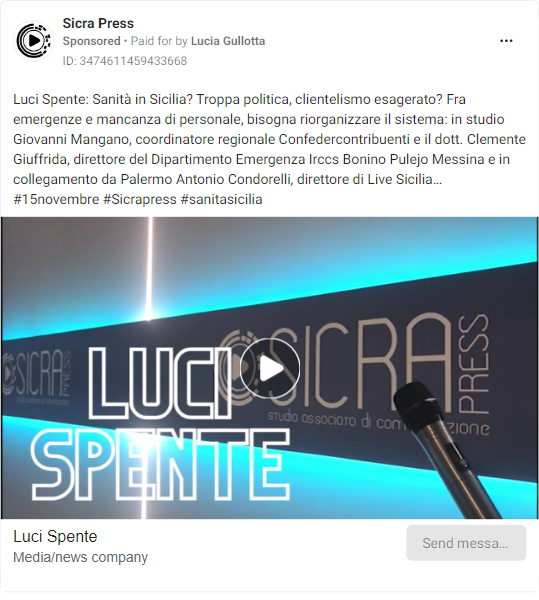 Sicra Press
Sponsored • Paid for by Lucia Gullotta
ID: 3474611459433668
Luci Spente: Sanità in Sicilia? Troppa politica, clientelismo esagerato? Fra
emergenze e mancanza di personale, bisogna riorganizzare il sistema: in studio
Giovanni Mangano, coordinatore regionale Confedercontribuenti e il dott. Clemente
Giuffrida, direttore del Dipartimento Emergenza Irccs Bonino Pulejo Messina e in
collegamento da Palermo Antonio Condorelli, direttore di Live Sicilia...
#15novembre #Sicrapress #sanitasicilia
SICRA PRESS
SICRA PRESS
studio associato di com
zione
LUCI
SPENTE
Luci Spente
Media/news company
Send messa...